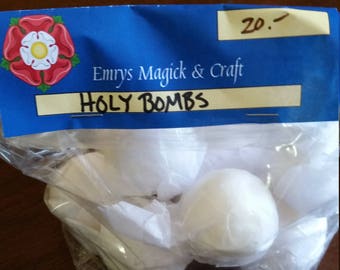 20.-
Emrys Magick & Craft
HOLY BOMBS